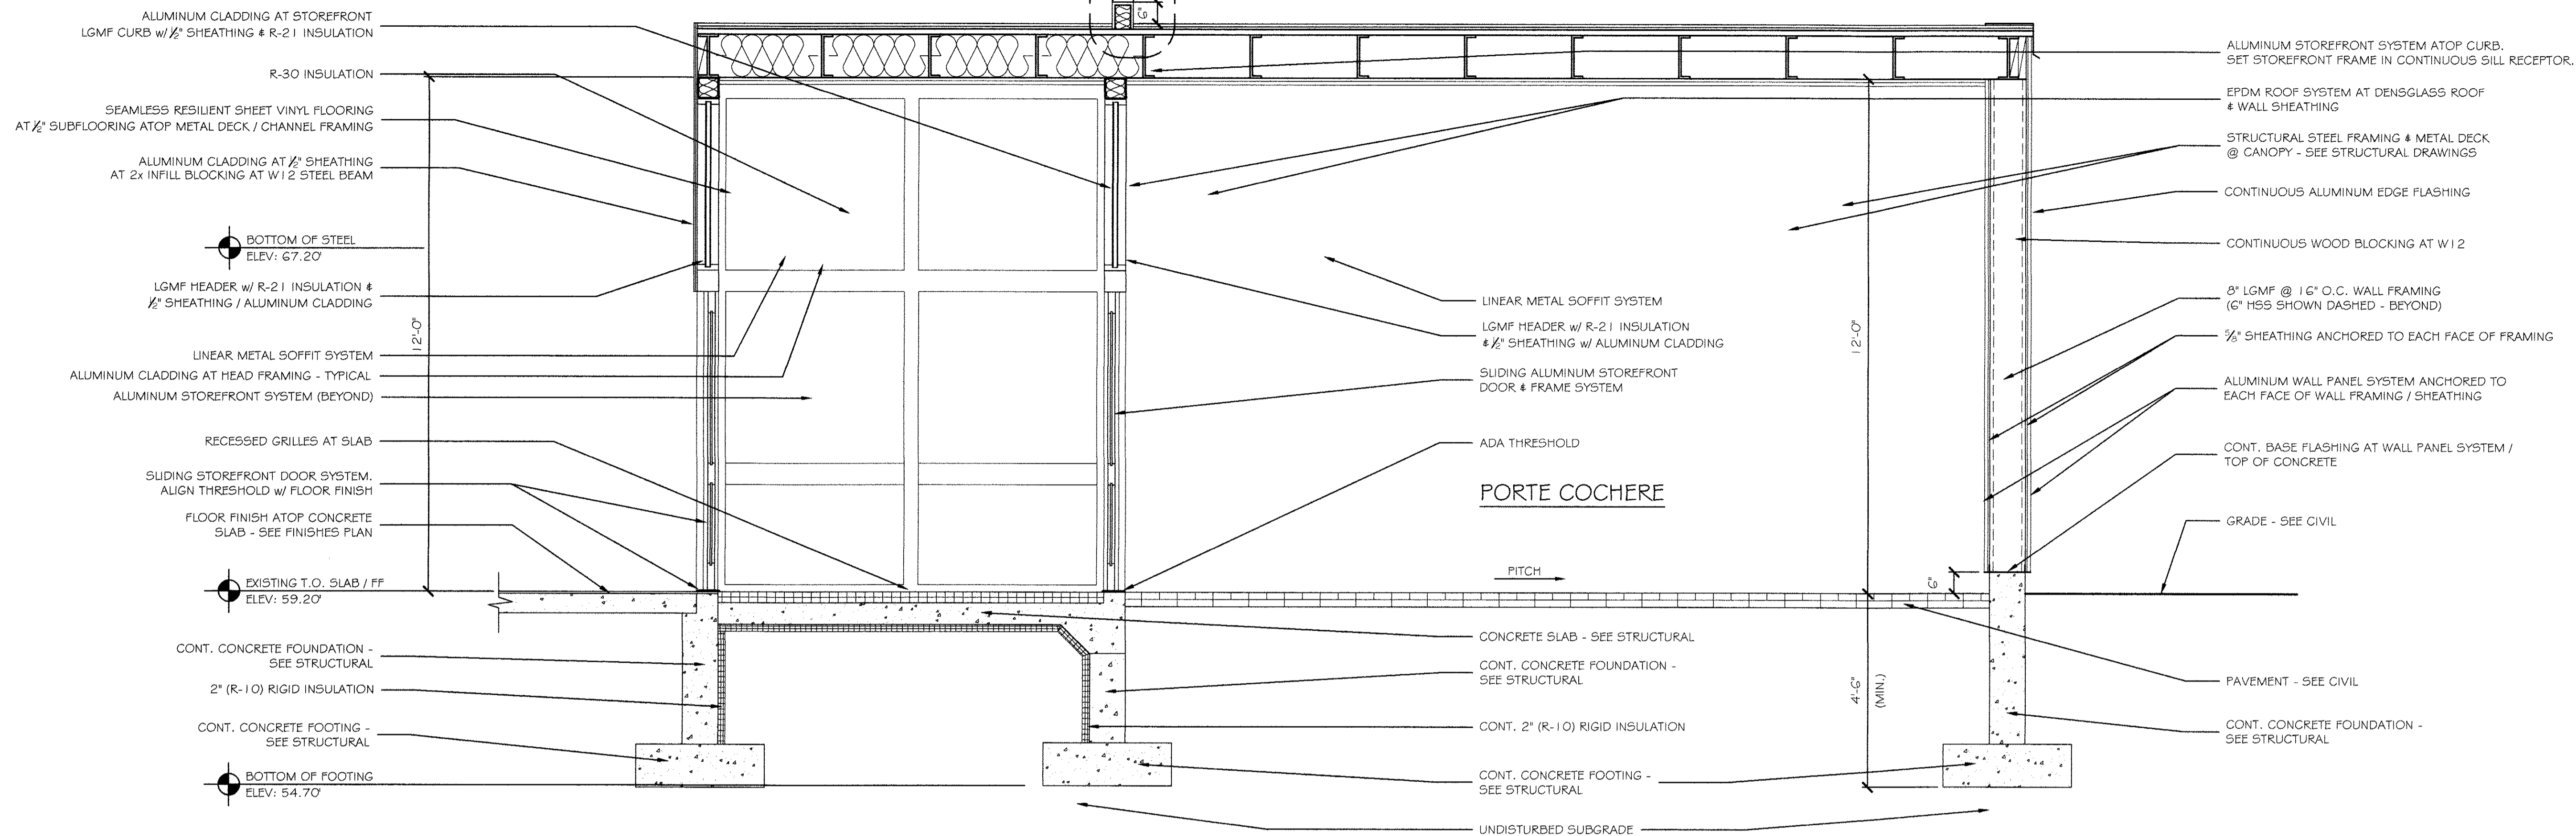 ALUMINUM CLADDING AT STOREFRONT
LGMF CURB w/ ½" SHEATHING & R-21 INSULATION
R-30 INSULATION
SEAMLESS RESILIENT SHEET VINYL FLOORING
AT ½" SUBFLOORING ATOP METAL DECK / CHANNEL FRAMING
ALUMINUM CLADDING AT ½" SHEATHING
AT 2x INFILL BLOCKING AT W12 STEEL BEAM
BOTTOM OF STEEL
ELEV: 67.20'
LGMF HEADER w/ R-21 INSULATION &
½" SHEATHING / ALUMINUM CLADDING
12'-0"
LINEAR METAL SOFFIT SYSTEM
ALUMINUM CLADDING AT HEAD FRAMING - TYPICAL
ALUMINUM STOREFRONT SYSTEM (BEYOND)
RECESSED GRILLES AT SLAB
SLIDING STOREFRONT DOOR SYSTEM.
ALIGN THRESHOLD w/ FLOOR FINISH
FLOOR FINISH ATOP CONCRETE
SLAB - SEE FINISHES PLAN
EXISTING T.O. SLAB / FF
ELEV: 59.20'
CONT. CONCRETE FOUNDATION -
SEE STRUCTURAL
2" (R-10) RIGID INSULATION
CONT. CONCRETE FOOTING -
SEE STRUCTURAL
BOTTOM OF FOOTING
ELEV: 54.70'
6"
LINEAR METAL SOFFIT SYSTEM
LGMF HEADER w/ R-21 INSULATION
& ½" SHEATHING w/ ALUMINUM CLADDING
SLIDING ALUMINUM STOREFRONT
DOOR & FRAME SYSTEM
ADA THRESHOLD
PORTE COCHERE
PITCH
CONCRETE SLAB - SEE STRUCTURAL
CONT. CONCRETE FOUNDATION -
SEE STRUCTURAL
CONT. 2" (R-10) RIGID INSULATION
CONT. CONCRETE FOOTING -
SEE STRUCTURAL
UNDISTURBED SUBGRADE
12'-0"
6"
4'-6"
(MIN.)
ALUMINUM STOREFRONT SYSTEM ATOP CURB.
SET STOREFRONT FRAME IN CONTINUOUS SILL RECEPTOR.
EPDM ROOF SYSTEM AT DENSGLASS ROOF
& WALL SHEATHING
STRUCTURAL STEEL FRAMING & METAL DECK
@ CANOPY - SEE STRUCTURAL DRAWINGS
CONTINUOUS ALUMINUM EDGE FLASHING
CONTINUOUS WOOD BLOCKING AT W12
8" LGMF @ 16" O.C. WALL FRAMING
(6" HSS SHOWN DASHED - BEYOND)
⅝" SHEATHING ANCHORED TO EACH FACE OF FRAMING
ALUMINUM WALL PANEL SYSTEM ANCHORED TO
EACH FACE OF WALL FRAMING / SHEATHING
CONT. BASE FLASHING AT WALL PANEL SYSTEM /
TOP OF CONCRETE
GRADE - SEE CIVIL
PAVEMENT - SEE CIVIL
CONT. CONCRETE FOUNDATION -
SEE STRUCTURAL